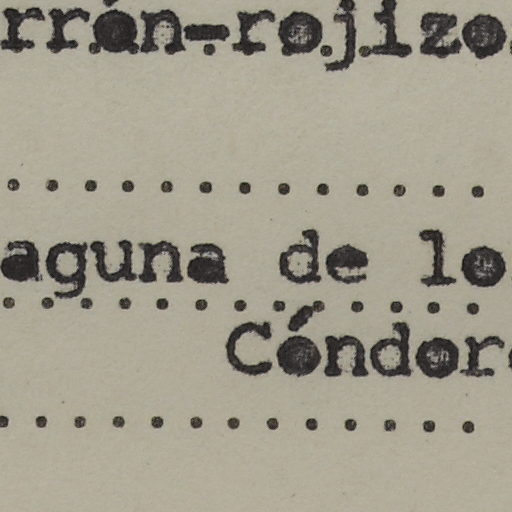 rrón-rojizo
aguna de lo
Cóndor